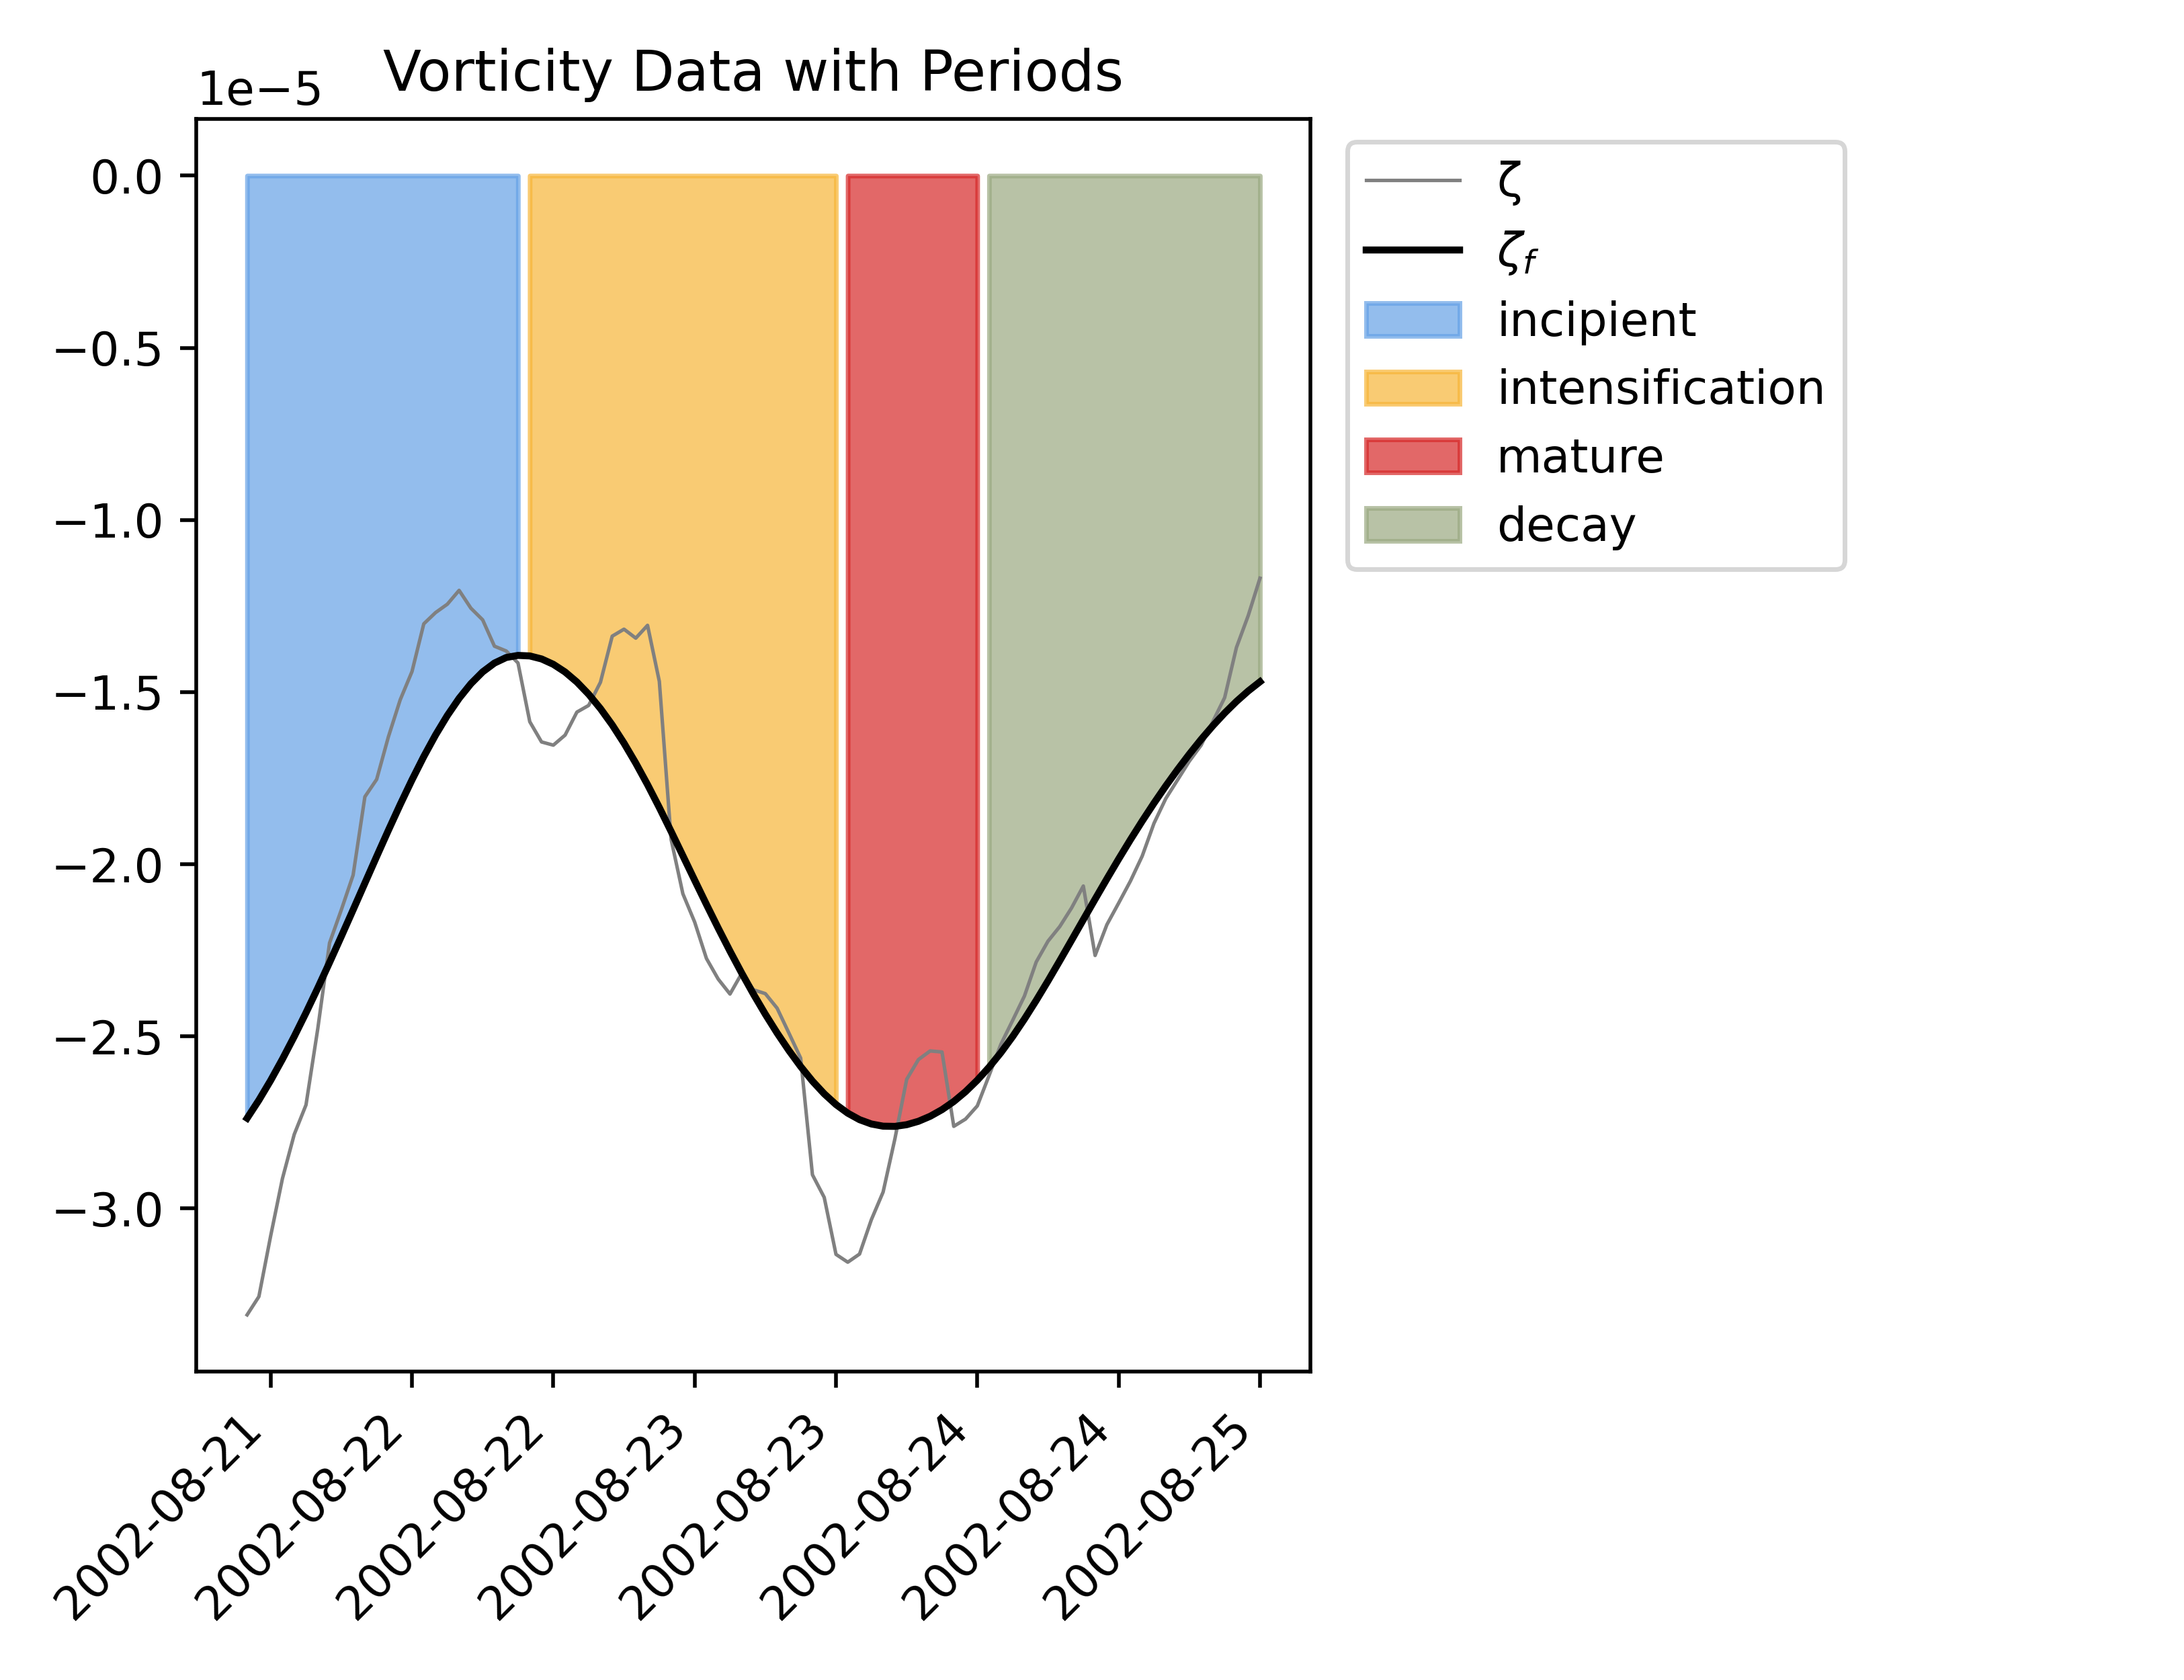 Vorticity Data with Periods
1e−5
0.0
−0.5
−1.0
−1.5
−2.0
−2.5
−3.0
2002-08-21
2002-08-22
2002-08-22
2002-08-23
2002-08-23
2002-08-24
2002-08-24
2002-08-25
ζ
ζf
incipient
intensification
mature
decay